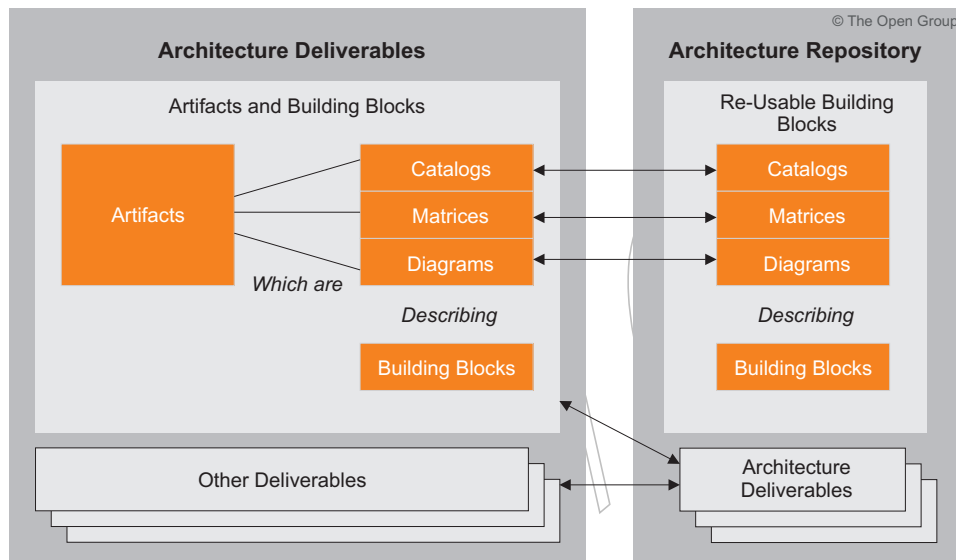 © The Open Group
Architecture Deliverables
Architecture Repository
Artifacts and Building Blocks
Re-Usable Building
Blocks
Artifacts
Catalogs
Matrices
Diagrams
Which are
Describing
Building Blocks
Catalogs
Matrices
Diagrams
Describing
Building Blocks
Other Deliverables
Architecture
Deliverables